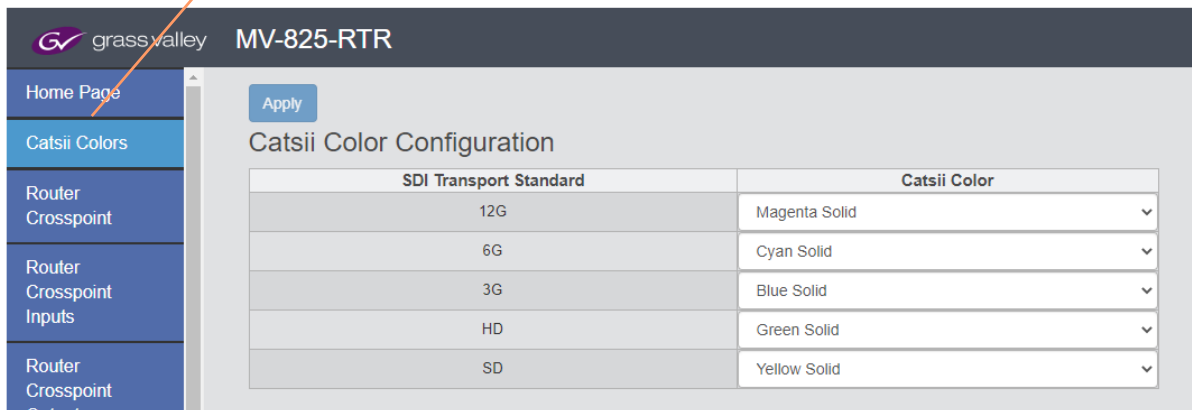 grass valley MV-825-RTR
Home Page
Catsii Colors
Router
Crosspoint
Router
Crosspoint
Inputs
Router
Crosspoint
Apply
Catsii Color Configuration
SDI Transport Standard Catsii Color
12G Magenta Solid
6G Cyan Solid
3G Blue Solid
HD Green Solid
SD Yellow Solid